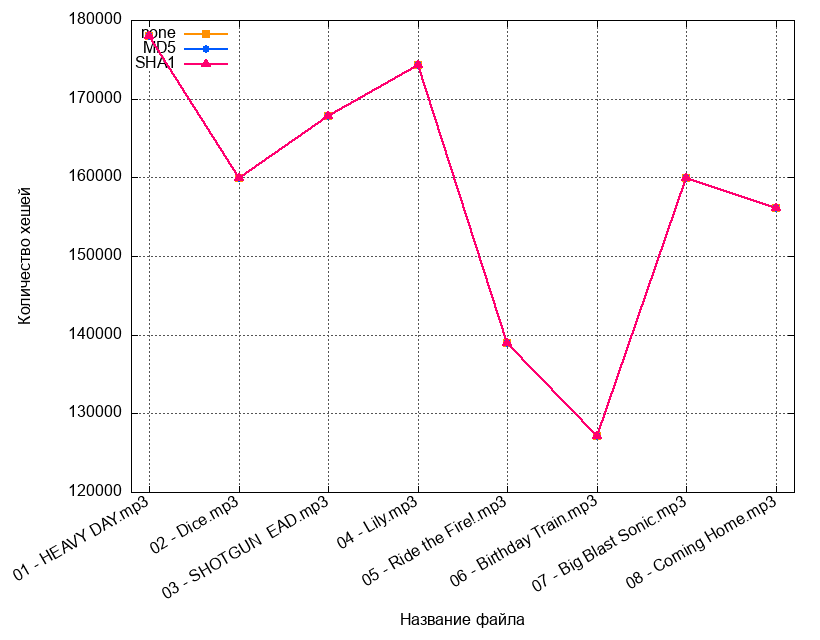 180000
170000
160000
150000
140000
130000
120000
none
MD5
SHA1
Количество хешей
01 - HEAVY DAY.mp3
02 - Dice.mp3
03 - SHOTGUN  EAD.mp3
04 - Lily.mp3
05 - Ride the Fire!.mp3
06 - Birthday Train.mp3
07 - Big Blast Sonic.mp3
08 - Coming Home.mp3
Название файла